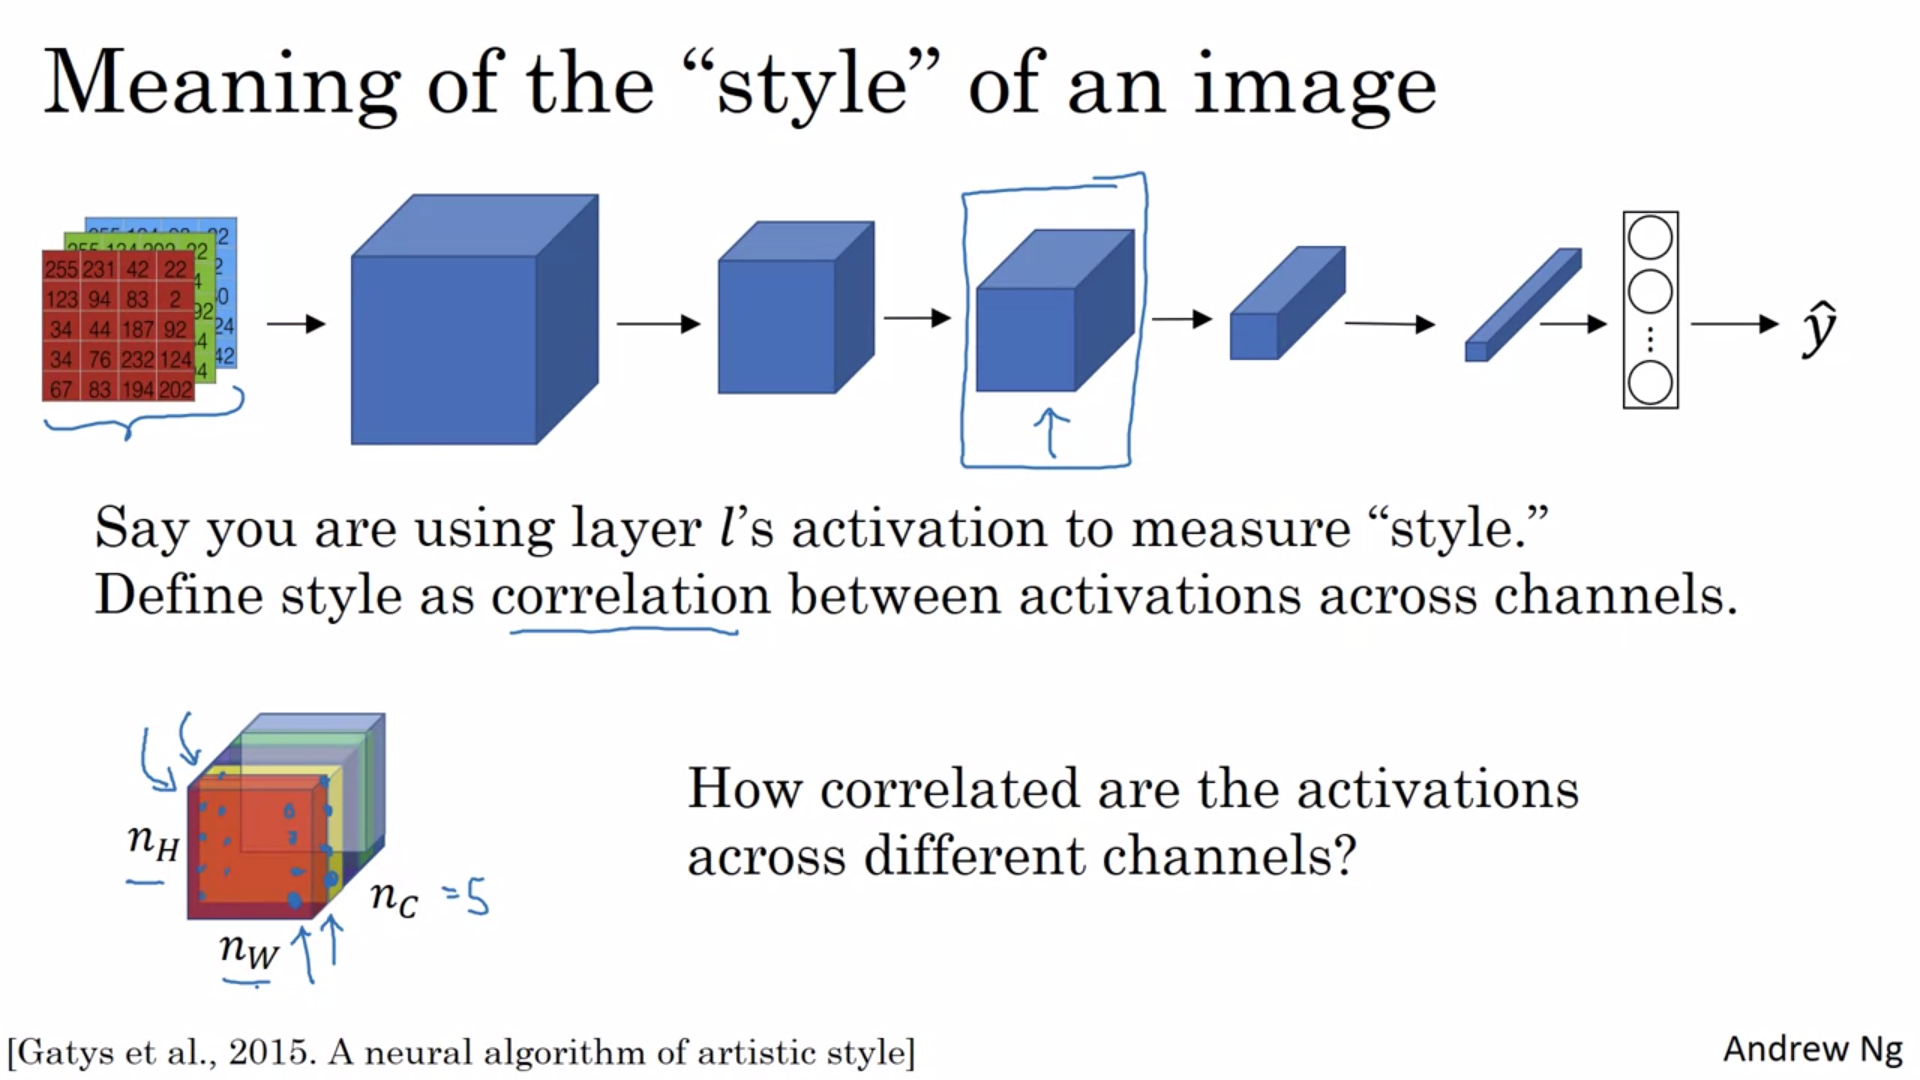 Meaning of the “style” of an image
255 231 42 22
123 94 83 2
34 44 187 92
34 76 232 124
67 83 194 202
ŷ
Say you are using layer l’s activation to measure “style.”
Define style as correlation between activations across channels.
n_H
n_W
n_C = 5
How correlated are the activations
across different channels?
[Gatys et al., 2015. A neural algorithm of artistic style]
Andrew Ng